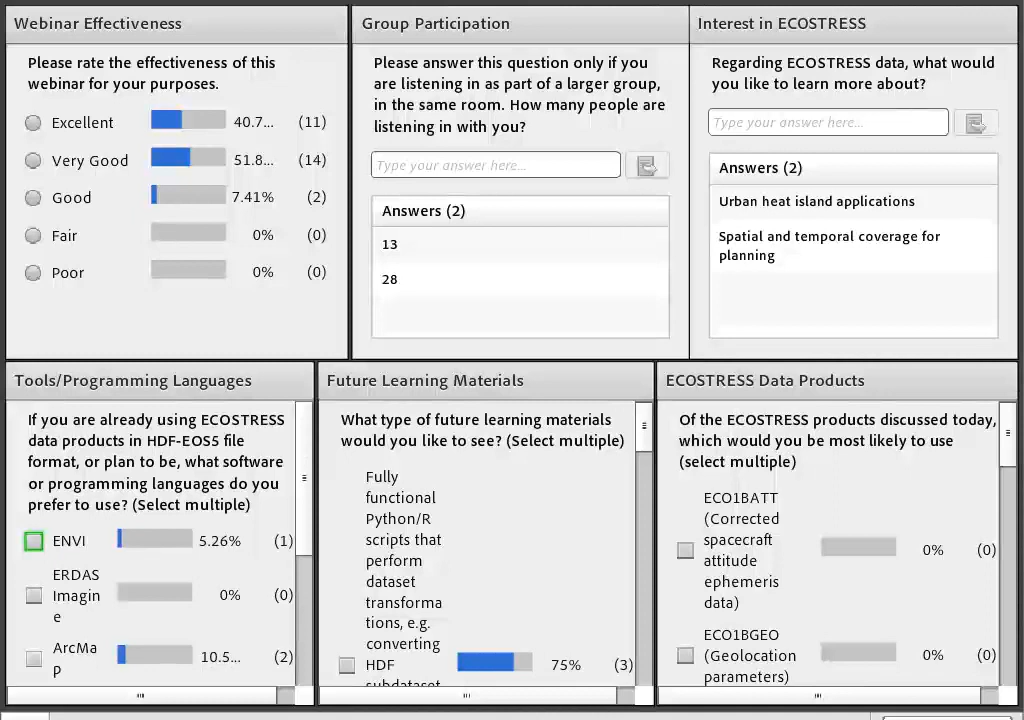 Webinar Effectiveness
Please rate the effectiveness of this
webinar for your purposes.
Excellent 40.7... (11)
Very Good 51.8... (14)
Good 7.41% (2)
Fair 0% (0)
Poor 0% (0)
Group Participation
Please answer this question only if you
are listening in as part of a larger group,
in the same room. How many people are
listening in with you?
Type your answer here...
Answers (2)
13
28
Interest in ECOSTRESS
Regarding ECOSTRESS data, what would
you like to learn more about?
Type your answer here...
Answers (2)
Urban heat island applications
Spatial and temporal coverage for
planning
Tools/Programming Languages
If you are already using ECOSTRESS
data products in HDF-EOS5 file
format, or plan to be, what software
or programming languages do you
prefer to use? (Select multiple)
ENVI 5.26% (1)
ERDAS
Imagin 0% (0)
e
ArcMa 10.5... (2)
p
Future Learning Materials
What type of future learning materials
would you like to see? (Select multiple)
Fully
functional
Python/R
scripts that
perform
dataset
transforma
tions, e.g.
converting
HDF 75% (3)
subdataset
ECOSTRESS Data Products
Of the ECOSTRESS products discussed today,
which would you be most likely to use
(select multiple)
ECO1BATT
(Corrected
spacecraft
attitude 0% (0)
ephemeris
data)
ECO1BGEO
(Geolocation 0% (0)
parameters)